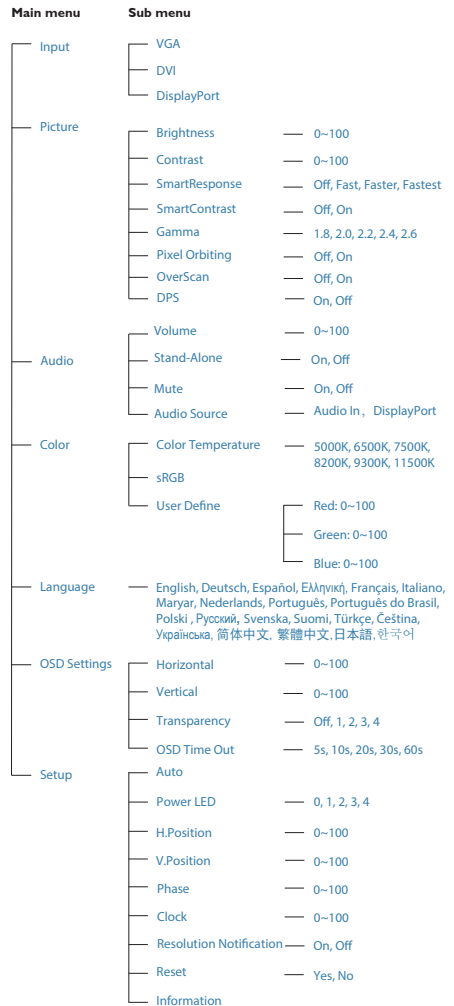 Main menu Sub menu
Input VGA
DVI
DisplayPort
Picture
Brightness 0~100
Contrast 0~100
SmartResponse Off, Fast, Faster, Fastest
SmartContrast Off, On
Gamma 1.8, 2.0, 2.2, 2.4, 2.6
Pixel Orbiting Off, On
OverScan Off, On
DPS On, Off
Volume 0~100
Audio Stand-Alone On, Off
Mute On, Off
Audio Source Audio In，DisplayPort
Color Color Temperature 5000K, 6500K, 7500K,
8200K, 9300K, 11500K
sRGB
User Define Red: 0~100
Green: 0~100
Blue: 0~100
Language English, Deutsch, Español, Ελληνική, Français, Italiano,
Maryar, Nederlands, Português, Português do Brasil,
Polski , Русский, Svenska, Suomi, Türkçe, Čeština,
Українська, 简体中文, 繁體中文,日本語,한국어
OSD Settings Horizontal 0~100
Vertical 0~100
Transparency Off, 1, 2, 3, 4
OSD Time Out 5s, 10s, 20s, 30s, 60s
Setup Auto
Power LED 0, 1, 2, 3, 4
H.Position 0~100
V.Position 0~100
Phase 0~100
Clock 0~100
Resolution Notification On, Off
Reset Yes, No
Information